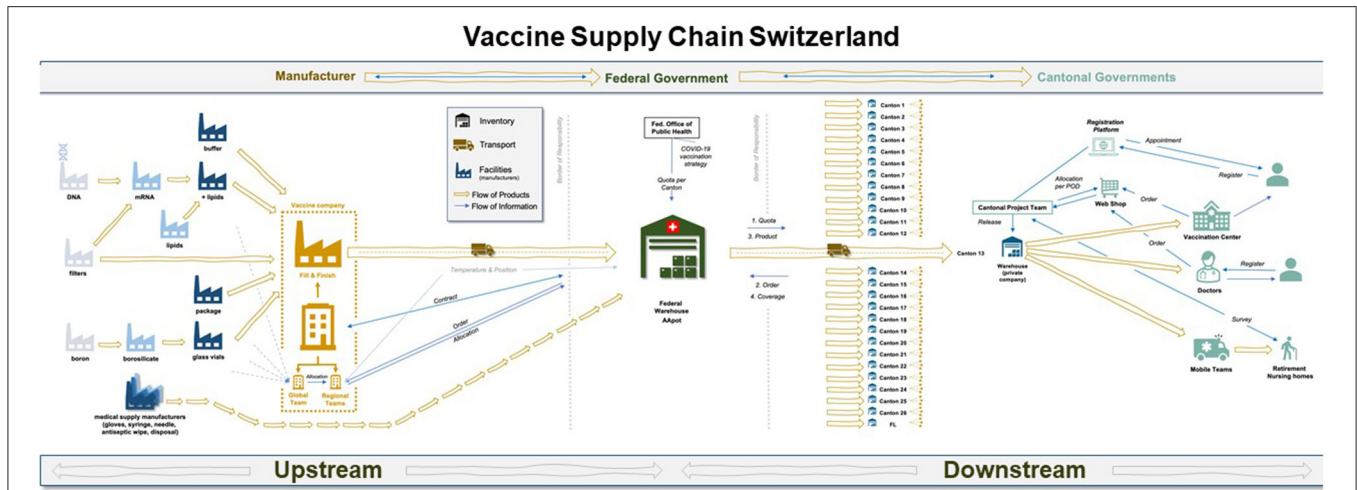 Vaccine Supply Chain Switzerland
Manufacturer
Federal Government
Cantonal Governments
Inventory
Transport
Facilities
(manufacturers)
Flow of Products
Flow of Information
buffer
DNA
mRNA
+ lipids
lipids
filters
package
boron
borosilicate
glass vials
medical supply manufacturers
(gloves, syringe, needle,
antiseptic wipe, disposal)
Vaccine company
Fill & Finish
Allocation
Global
Team
Regional
Teams
Temperature & Position
Contract
Order
Allocation
Border of Responsibility
Fed. Office of
Public Health
COVID-19
vaccination
strategy
Quota per
Canton
Federal
Warehouse
AApot
Border of Responsibility
1. Quota
3. Product
2. Order
4. Coverage
Canton 1
Canton 2
Canton 3
Canton 4
Canton 5
Canton 6
Canton 7
Canton 8
Canton 9
Canton 10
Canton 11
Canton 12
Canton 13
Canton 14
Canton 15
Canton 16
Canton 17
Canton 18
Canton 19
Canton 20
Canton 21
Canton 22
Canton 23
Canton 24
Canton 25
Canton 26
FL
Registration
Platform
Appointment
Register
Allocation
per POD
Web Shop
Cantonal Project Team
Release
Order
Vaccination Center
Warehouse
(private
company)
Order
Register
Doctors
Survey
Mobile Teams
Retirement
Nursing homes
Upstream
Downstream